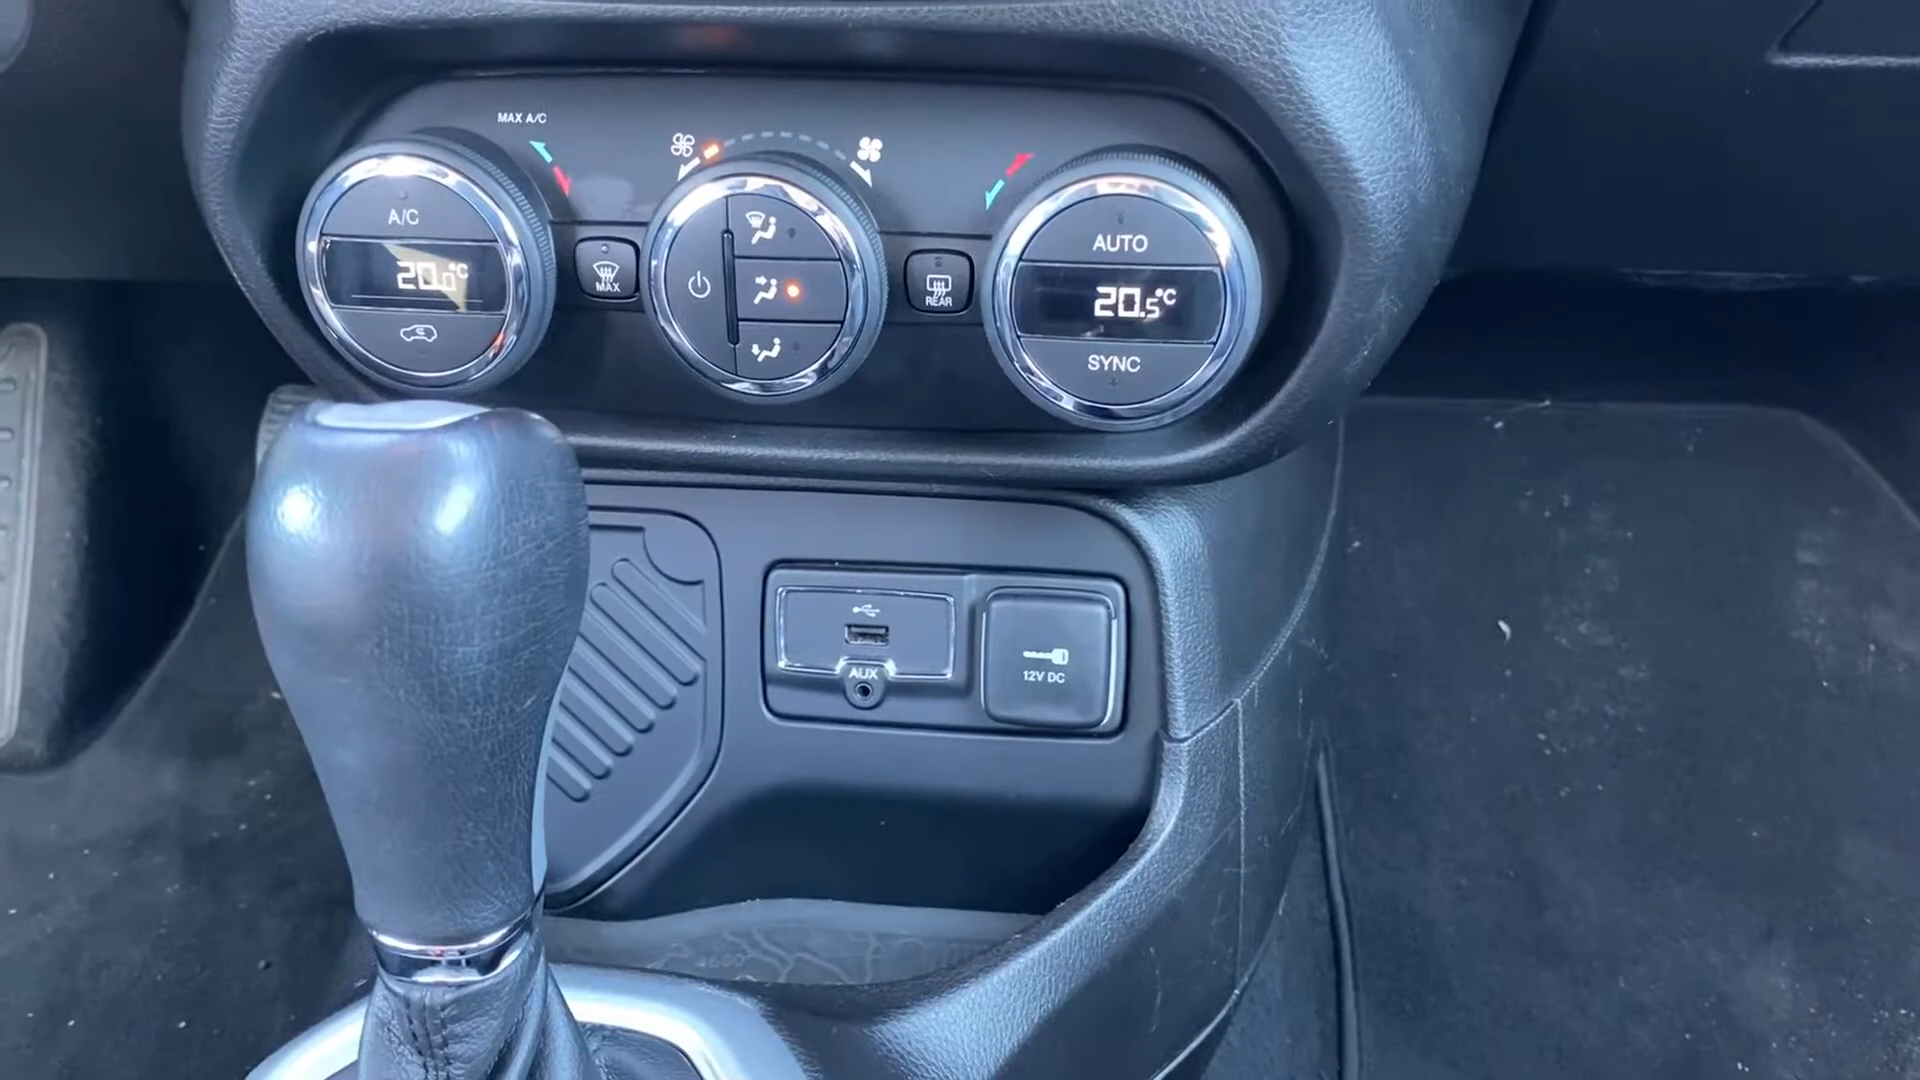 MAX A/C
A/C
20.0°C
MAX
REAR
AUTO
20.5°C
SYNC
AUX
12V DC